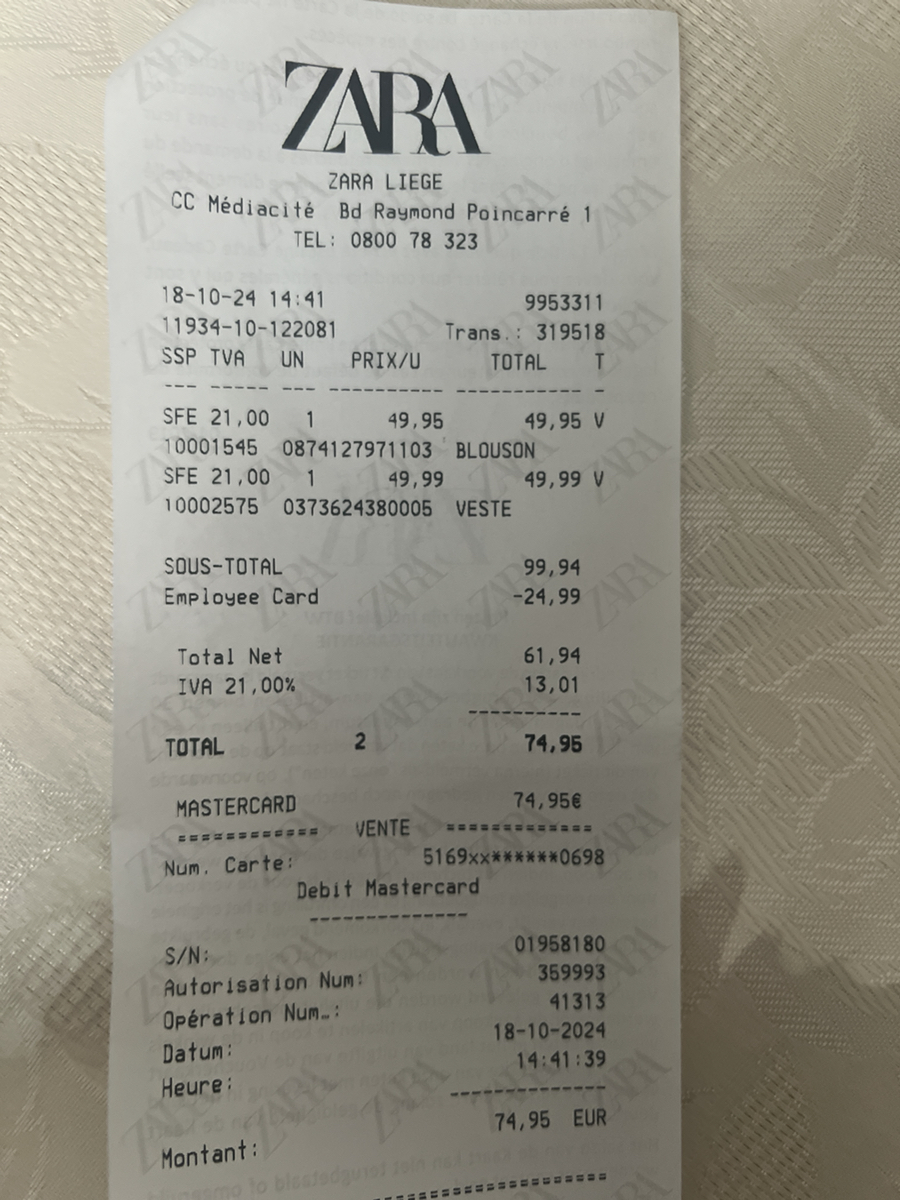 ZARA
ZARA LIEGE
CC Médiacité Bd Raymond Poincarré 1
TEL: 0800 78 323
18-10-24 14:41 9953311
11934-10-122081 Trans.: 319518
SSP TVA UN PRIX/U TOTAL T
--- ----- --- ---------- ---------- -
SFE 21,00 1 49,95 49,95 V
10001545 0874127971103 BLOUSON
SFE 21,00 1 49,99 49,99 V
10002575 0373624380005 VESTE
SOUS-TOTAL 99,94
Employee Card -24,99
Total Net 61,94
IVA 21,00% 13,01
----------
TOTAL 2 74,95
MASTERCARD 74,95€
============ VENTE =============
Num. Carte: 5169xx******0698
Debit Mastercard
--------------
S/N: 01958180
Autorisation Num: 359993
Opération Num.: 41313
Datum: 18-10-2024
Heure: 14:41:39
--------------
Montant: 74,95 EUR